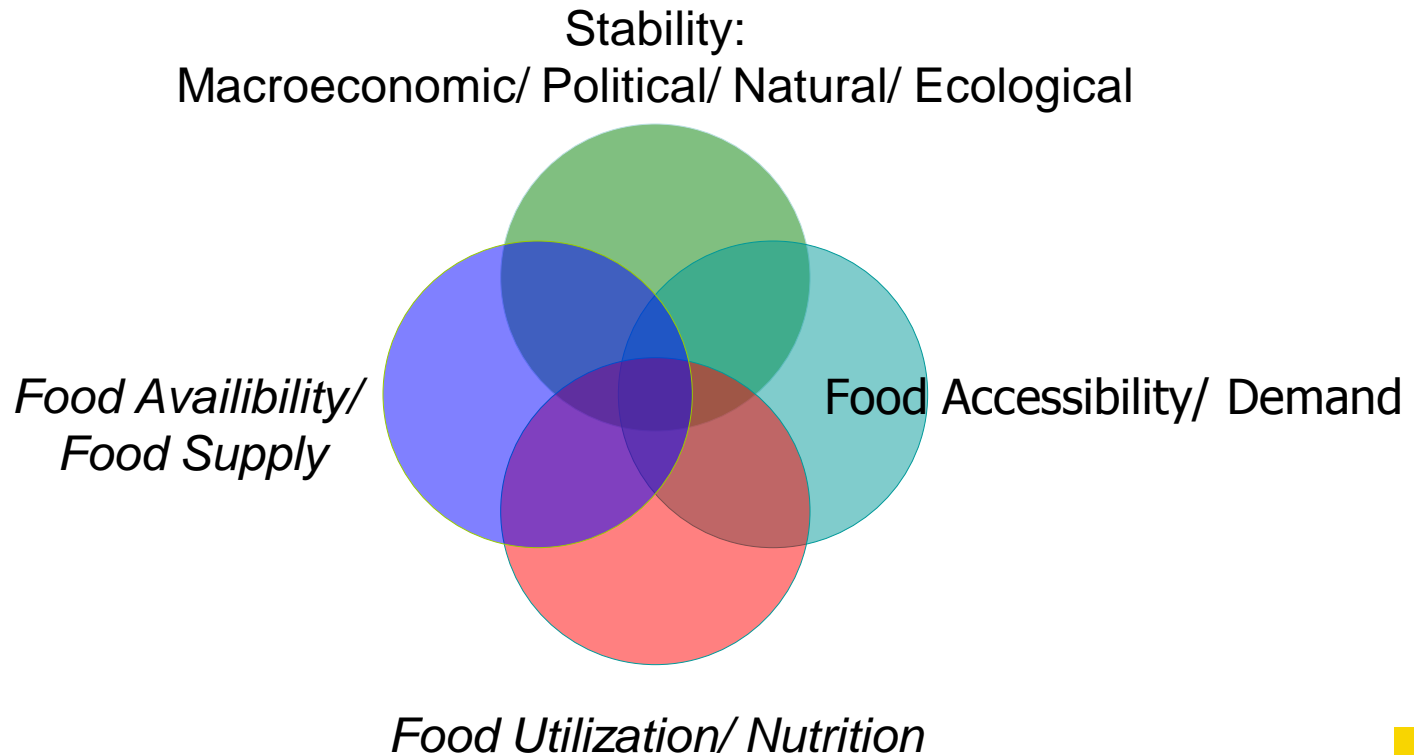 Stability:
Macroeconomic/ Political/ Natural/ Ecological
Food Availibility/
Food Supply
Food Accessibility/ Demand
Food Utilization/ Nutrition